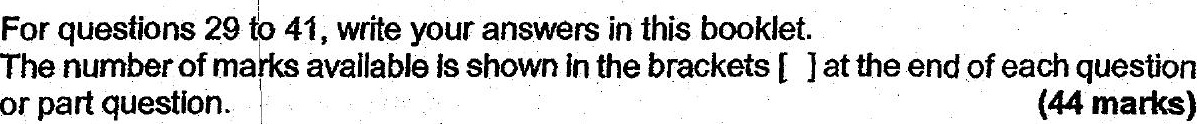 For questions 29 to 41, write your answers in this booklet.
The number of marks available is shown in the brackets [ ] at the end of each question
or part question. (44 marks)